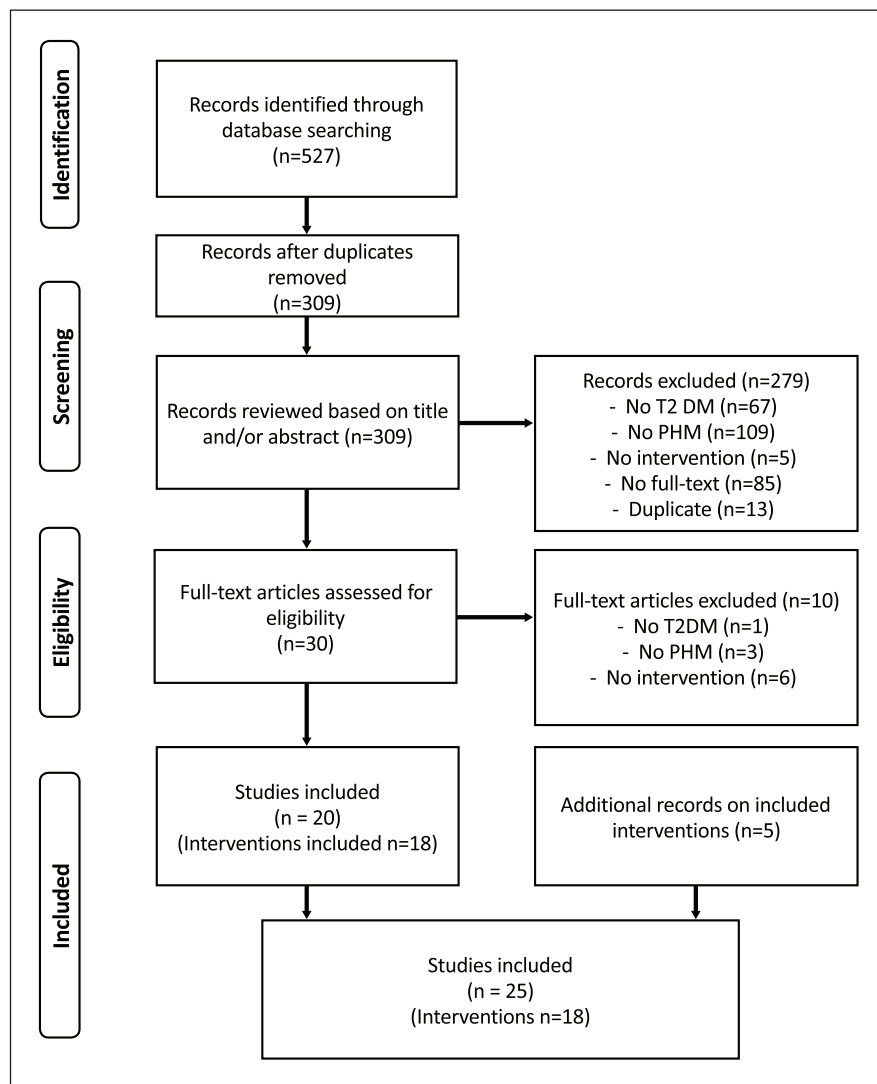 Identification
Records identified through
database searching
(n=527)
Records after duplicates
removed
(n=309)
Screening
Records reviewed based on title
and/or abstract (n=309)
Records excluded (n=279)
- No T2 DM (n=67)
- No PHM (n=109)
- No intervention (n=5)
- No full-text (n=85)
- Duplicate (n=13)
Eligibility
Full-text articles assessed for
eligibility
(n=30)
Full-text articles excluded (n=10)
- No T2DM (n=1)
- No PHM (n=3)
- No intervention (n=6)
Included
Studies included
(n = 20)
(Interventions included n=18)
Additional records on included
interventions (n=5)
Studies included
(n = 25)
(Interventions n=18)